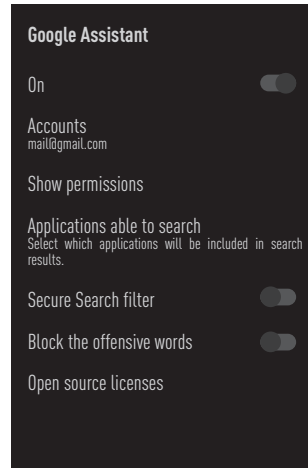 Google Assistant
On
Accounts
mail@gmail.com
Show permissions
Applications able to search
Select which applications will be included in search
results.
Secure Search filter
Block the offensive words
Open source licenses